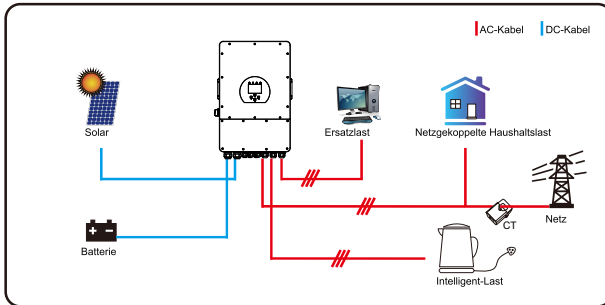 AC-Kabel
DC-Kabel
Solar
Ersatzlast
Netzgekoppelte Haushaltslast
CT
Netz
Batterie
Intelligent-Last